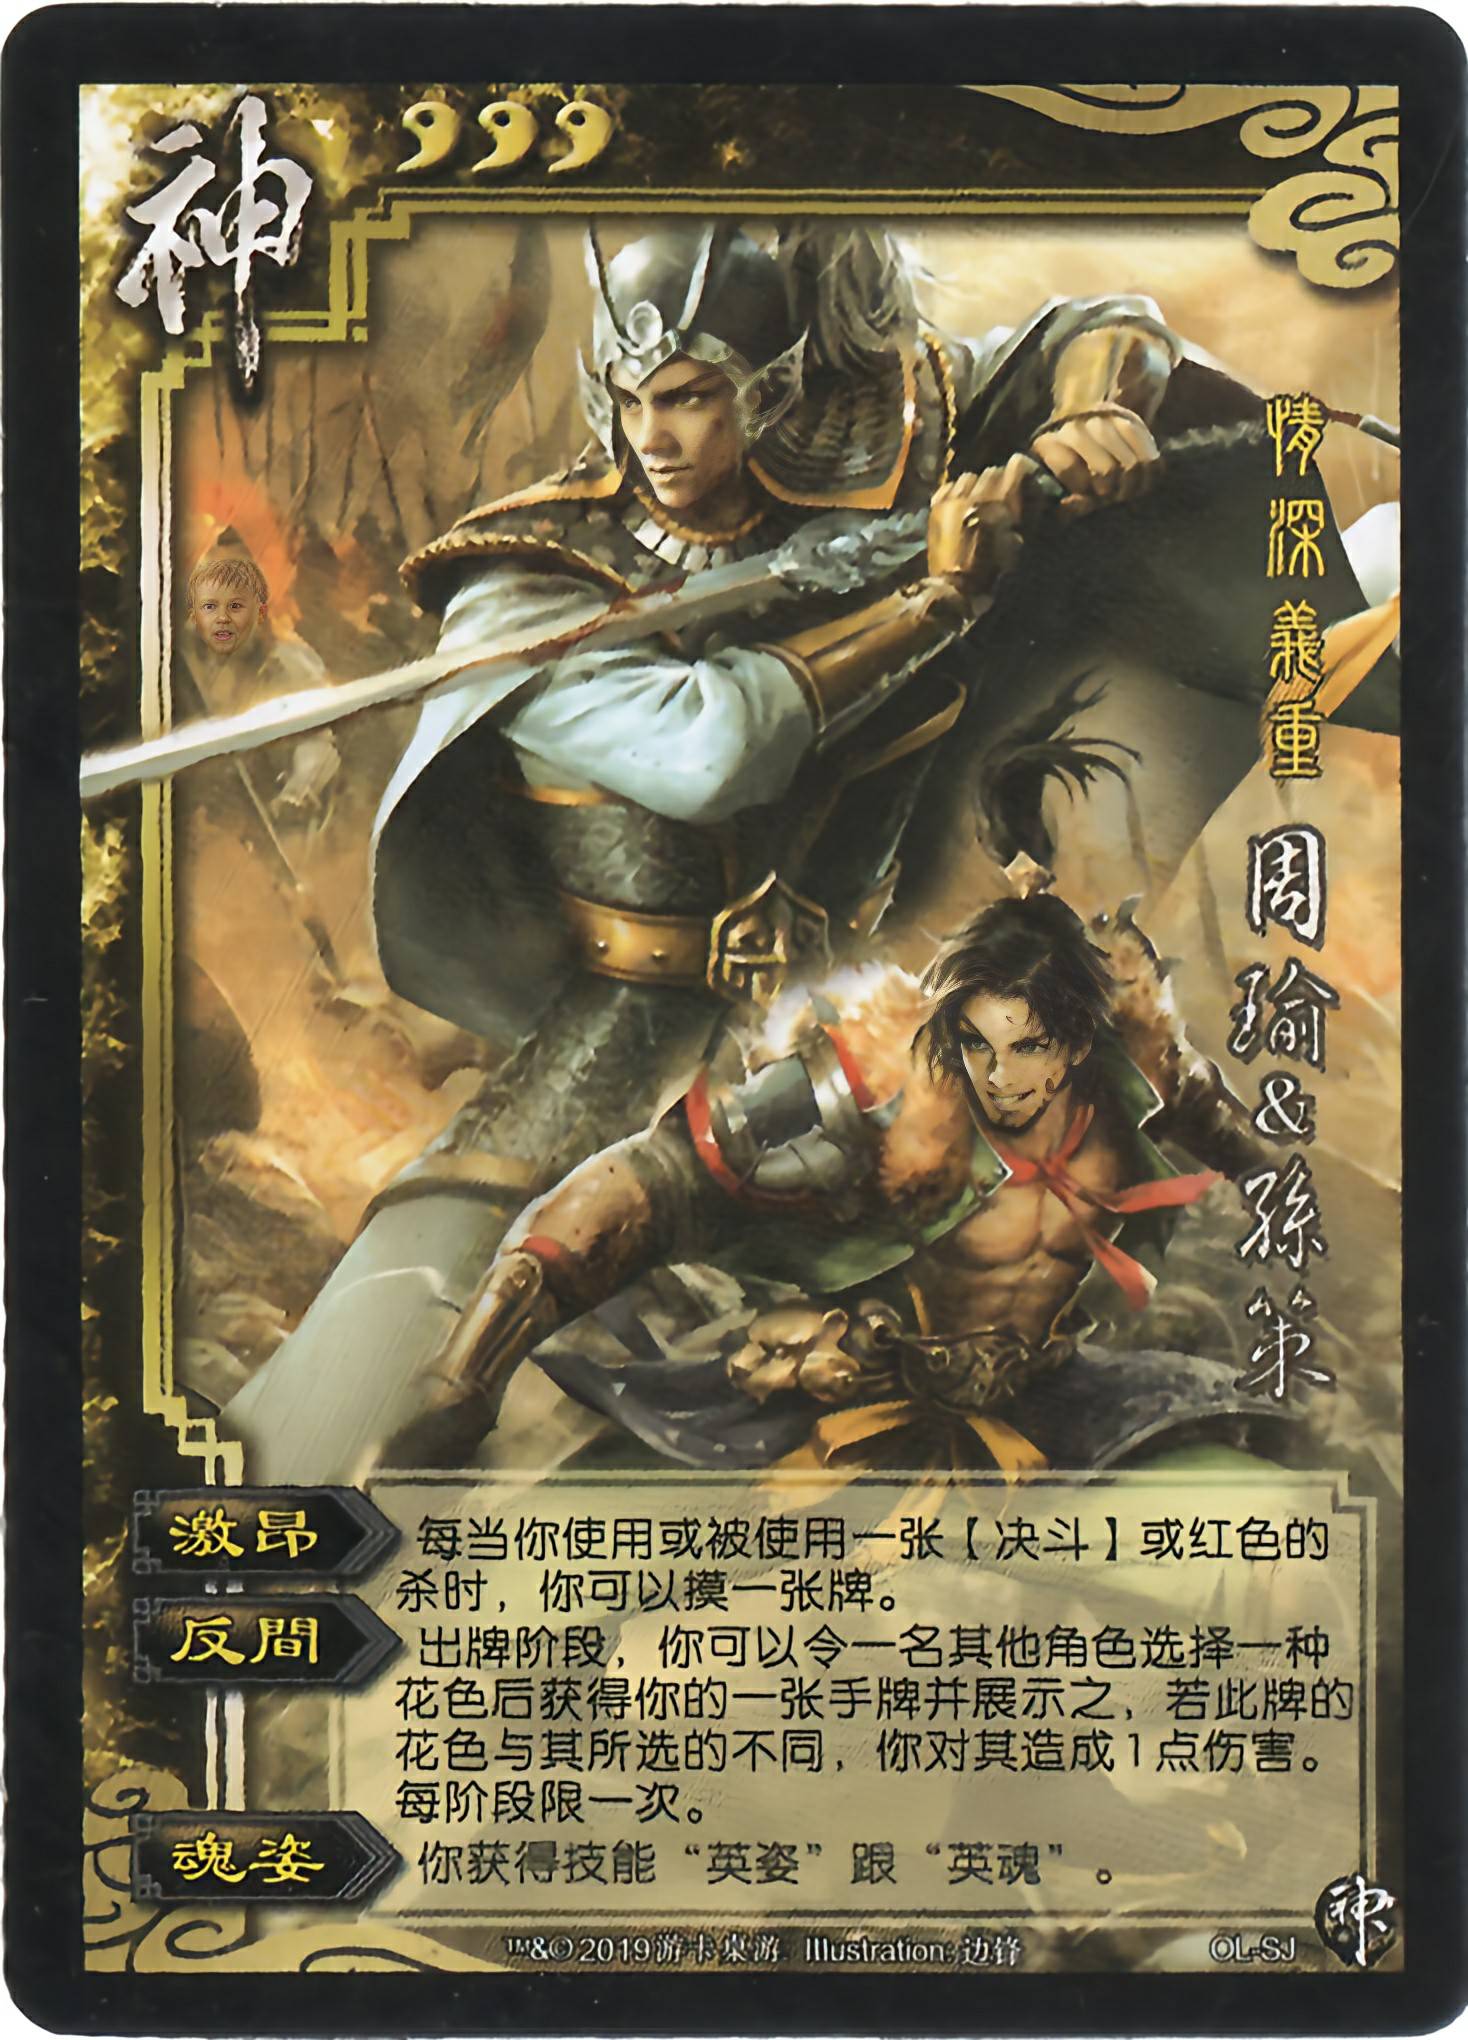 神
情深義重
周瑜&孫策
激昂
每当你使用或被使用一张【决斗】或红色的
杀时，你可以摸一张牌。
反間
出牌阶段，你可以令一名其他角色选择一种
花色后获得你的一张手牌并展示之，若此牌的
花色与其所选的不同，你对其造成1点伤害。
每阶段限一次。
魂姿
你获得技能“英姿”跟“英魂”。
神
™&©2019游卡桌游 Illustration:边锋 OL-SJ